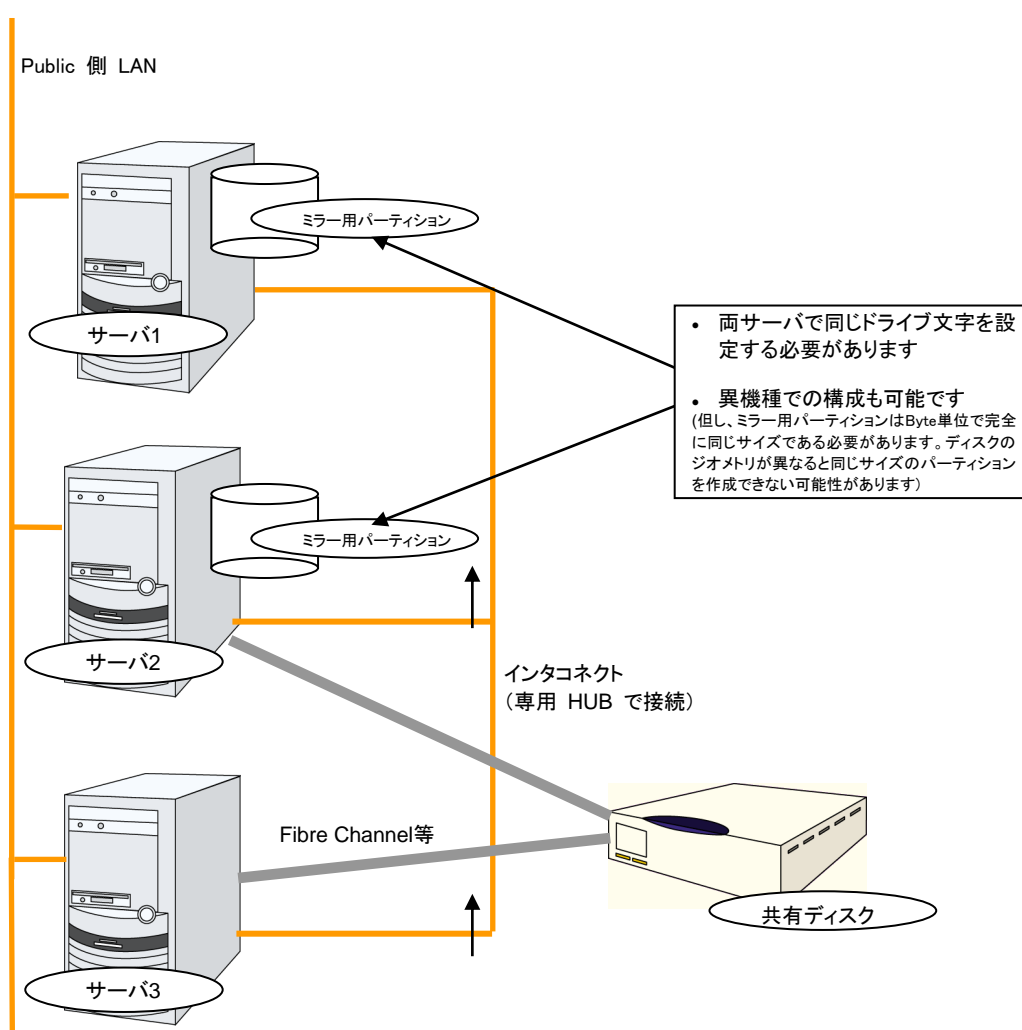 Public 側 LAN
ミラー用パーティション
サーバ1
• 両サーバで同じドライブ文字を設
定する必要があります
• 異機種での構成も可能です
(但し、ミラー用パーティションはByte単位で完全
に同じサイズである必要があります。ディスクの
ジオメトリが異なると同じサイズのパーティション
を作成できない可能性があります)
ミラー用パーティション
サーバ2
インタコネクト
(専用 HUB で接続)
Fibre Channel等
共有ディスク
サーバ3